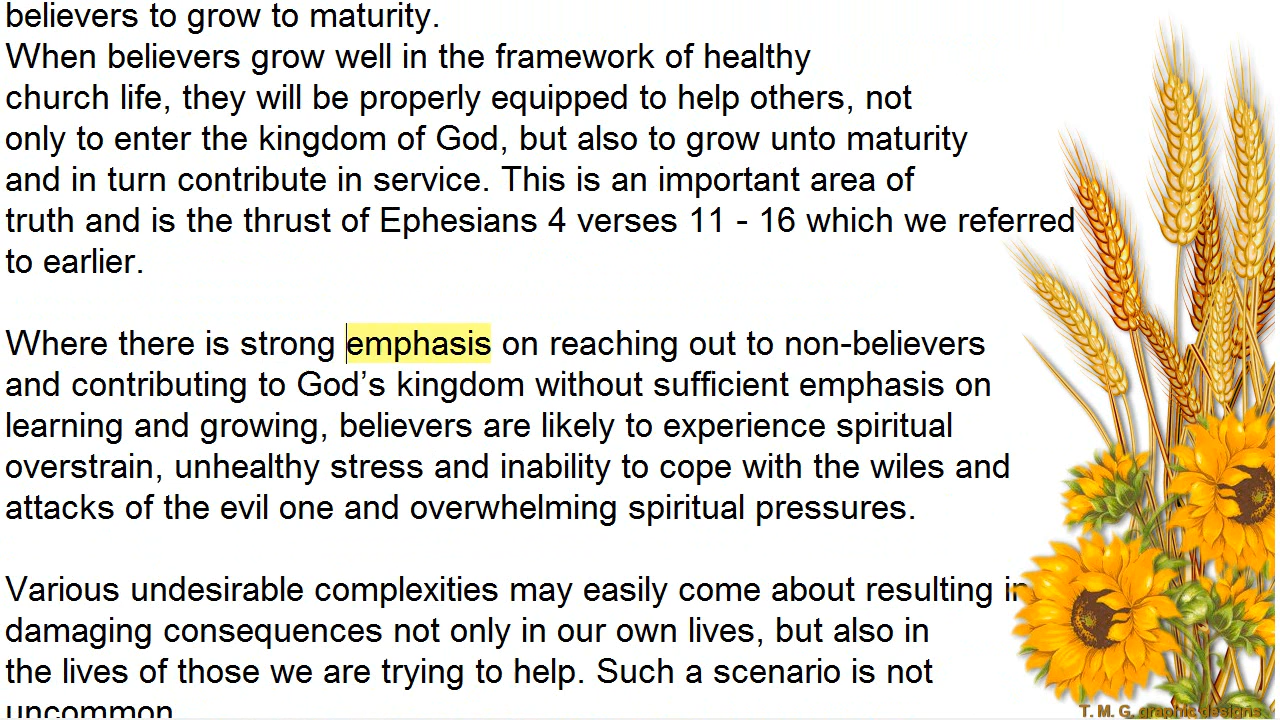 believers to grow to maturity.
When believers grow well in the framework of healthy
church life, they will be properly equipped to help others, not
only to enter the kingdom of God, but also to grow unto maturity
and in turn contribute in service. This is an important area of
truth and is the thrust of Ephesians 4 verses 11 - 16 which we referred
to earlier.
Where there is strong emphasis on reaching out to non-believers
and contributing to God’s kingdom without sufficient emphasis on
learning and growing, believers are likely to experience spiritual
overstrain, unhealthy stress and inability to cope with the wiles and
attacks of the evil one and overwhelming spiritual pressures.
Various undesirable complexities may easily come about resulting in
damaging consequences not only in our own lives, but also in
the lives of those we are trying to help. Such a scenario is not
uncommon.
T. M. G. graphic designs